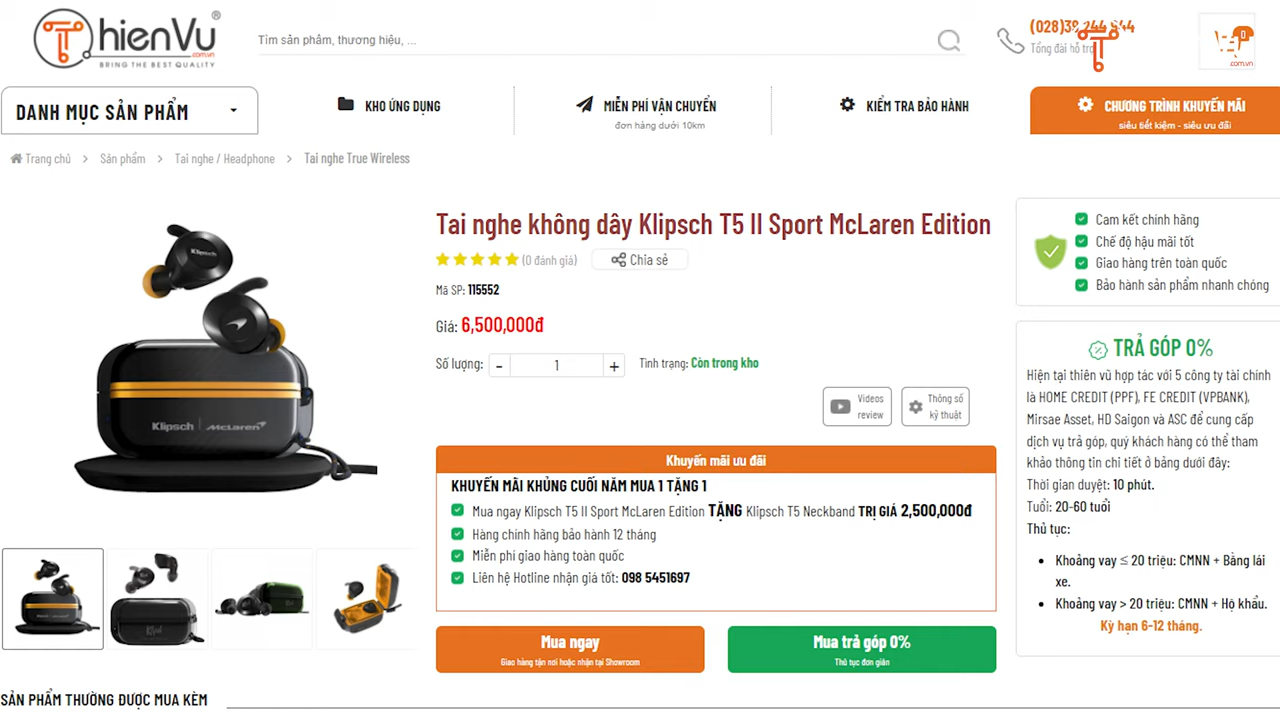 ThienVu®
.com.vn
BRING THE BEST QUALITY
Tìm sản phẩm, thương hiệu, ...
Tổng đài hỗ trợ
0
.com.vn
DANH MỤC SẢN PHẨM
KHO ỨNG DỤNG
MIỄN PHÍ VẬN CHUYỂN
đơn hàng dưới 10km
KIỂM TRA BẢO HÀNH
CHƯƠNG TRÌNH KHUYẾN MÃI
siêu tiết kiệm - siêu ưu đãi
Trang chủ > Sản phẩm > Tai nghe / Headphone > Tai nghe True Wireless
Klipsch
Klipsch | McLaren
Tai nghe không dây Klipsch T5 II Sport McLaren Edition
(0 đánh giá) Chia sẻ
Mã SP: 115552
Giá: 6,500,000đ
Số lượng: - 1 + Tình trạng: Còn trong kho
Videos review
Thông số kỹ thuật
Khuyến mãi ưu đãi
KHUYẾN MÃI KHỦNG CUỐI NĂM MUA 1 TẶNG 1
Mua ngay Klipsch T5 II Sport McLaren Edition TẶNG Klipsch T5 Neckband TRỊ GIÁ 2,500,000đ
Hàng chính hãng bảo hành 12 tháng
Miễn phí giao hàng toàn quốc
Liên hệ Hotline nhận giá tốt: 098 5451697
Mua ngay
Giao hàng tận nơi hoặc nhận tại Showroom
Mua trả góp 0%
Thủ tục đơn giản
Cam kết chính hãng
Chế độ hậu mãi tốt
Giao hàng trên toàn quốc
Bảo hành sản phẩm nhanh chóng
TRẢ GÓP 0%
Hiện tại thiên vũ hợp tác với 5 công ty tài chính
là HOME CREDIT (PPF), FE CREDIT (VPBANK),
Mirsae Asset, HD Saigon và ASC để cung cấp
dịch vụ trả góp, quý khách hàng có thể tham
khảo thông tin chi tiết ở bảng dưới đây:
Thời gian duyệt: 10 phút.
Tuổi: 20-60 tuổi
Thủ tục:
• Khoảng vay ≤ 20 triệu: CMNN + Bằng lái
xe.
• Khoảng vay > 20 triệu: CMNN + Hộ khẩu.
Kỳ hạn 6-12 tháng.
SẢN PHẨM THƯỜNG ĐƯỢC MUA KÈM